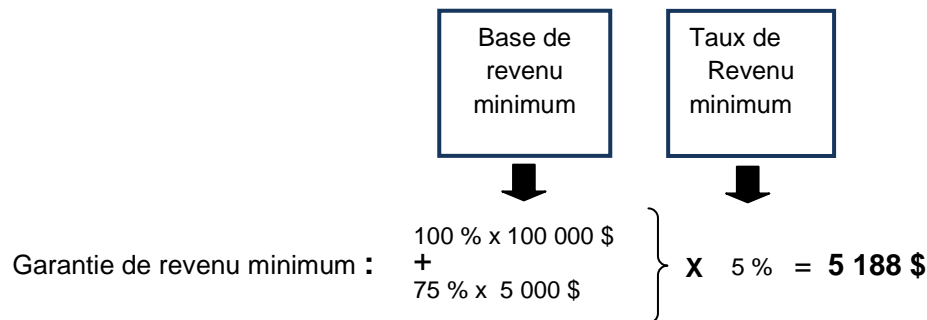 Base de
revenu
minimum
Taux de
Revenu
minimum
100 % x 100 000 $
Garantie de revenu minimum : + X 5 % = 5 188 $
75 % x 5 000 $